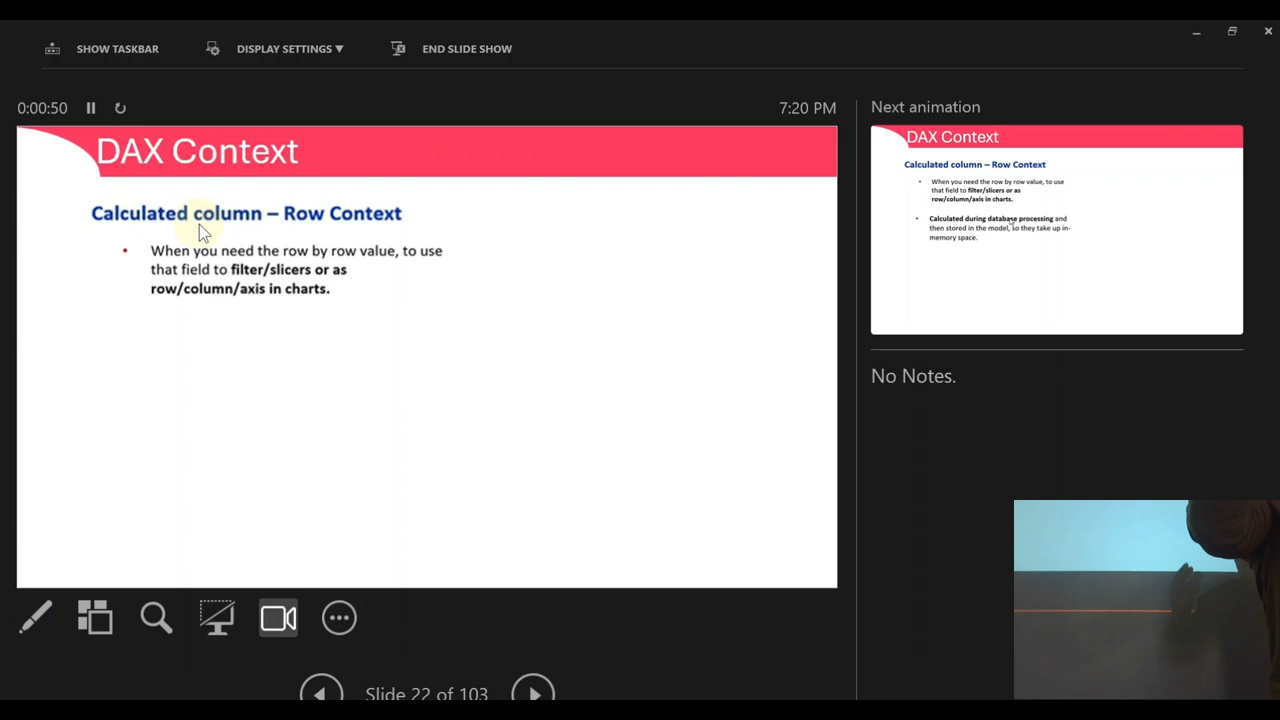 SHOW TASKBAR
DISPLAY SETTINGS ▼
END SLIDE SHOW
0:00:50
7:20 PM
DAX Context
Calculated column – Row Context
• When you need the row by row value, to use
that field to filter/slicers or as
row/column/axis in charts.
Slide 22 of 103
Next animation
DAX Context
Calculated column – Row Context
• When you need the row by row value, to use
that field to filter/slicers or as
row/column/axis in charts.
• Calculated during database processing and
then stored in the model, so they take up in-
memory space.
No Notes.